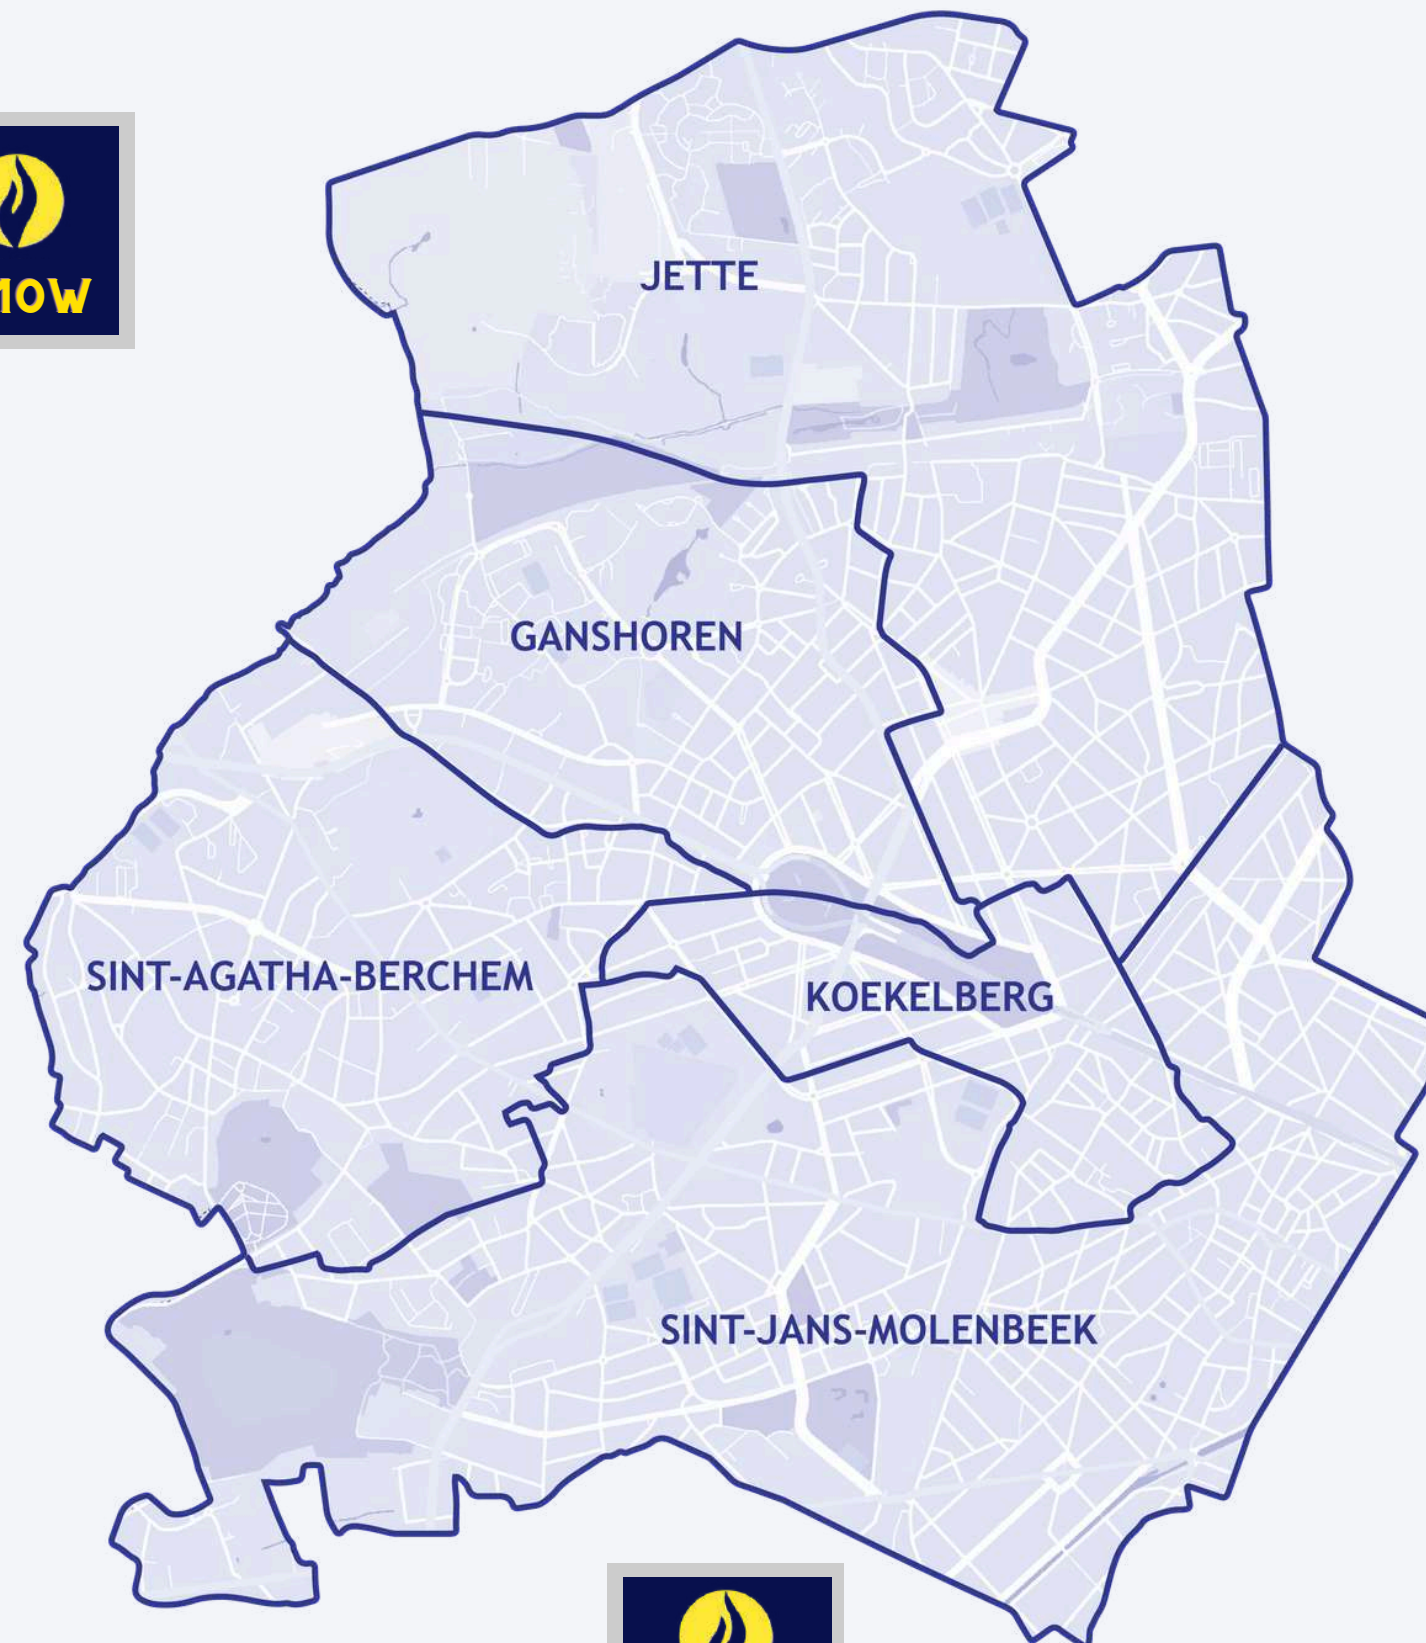 JETTE
GANSHOREN
SINT-AGATHA-BERCHEM
KOEKELBERG
SINT-JANS-MOLENBEEK